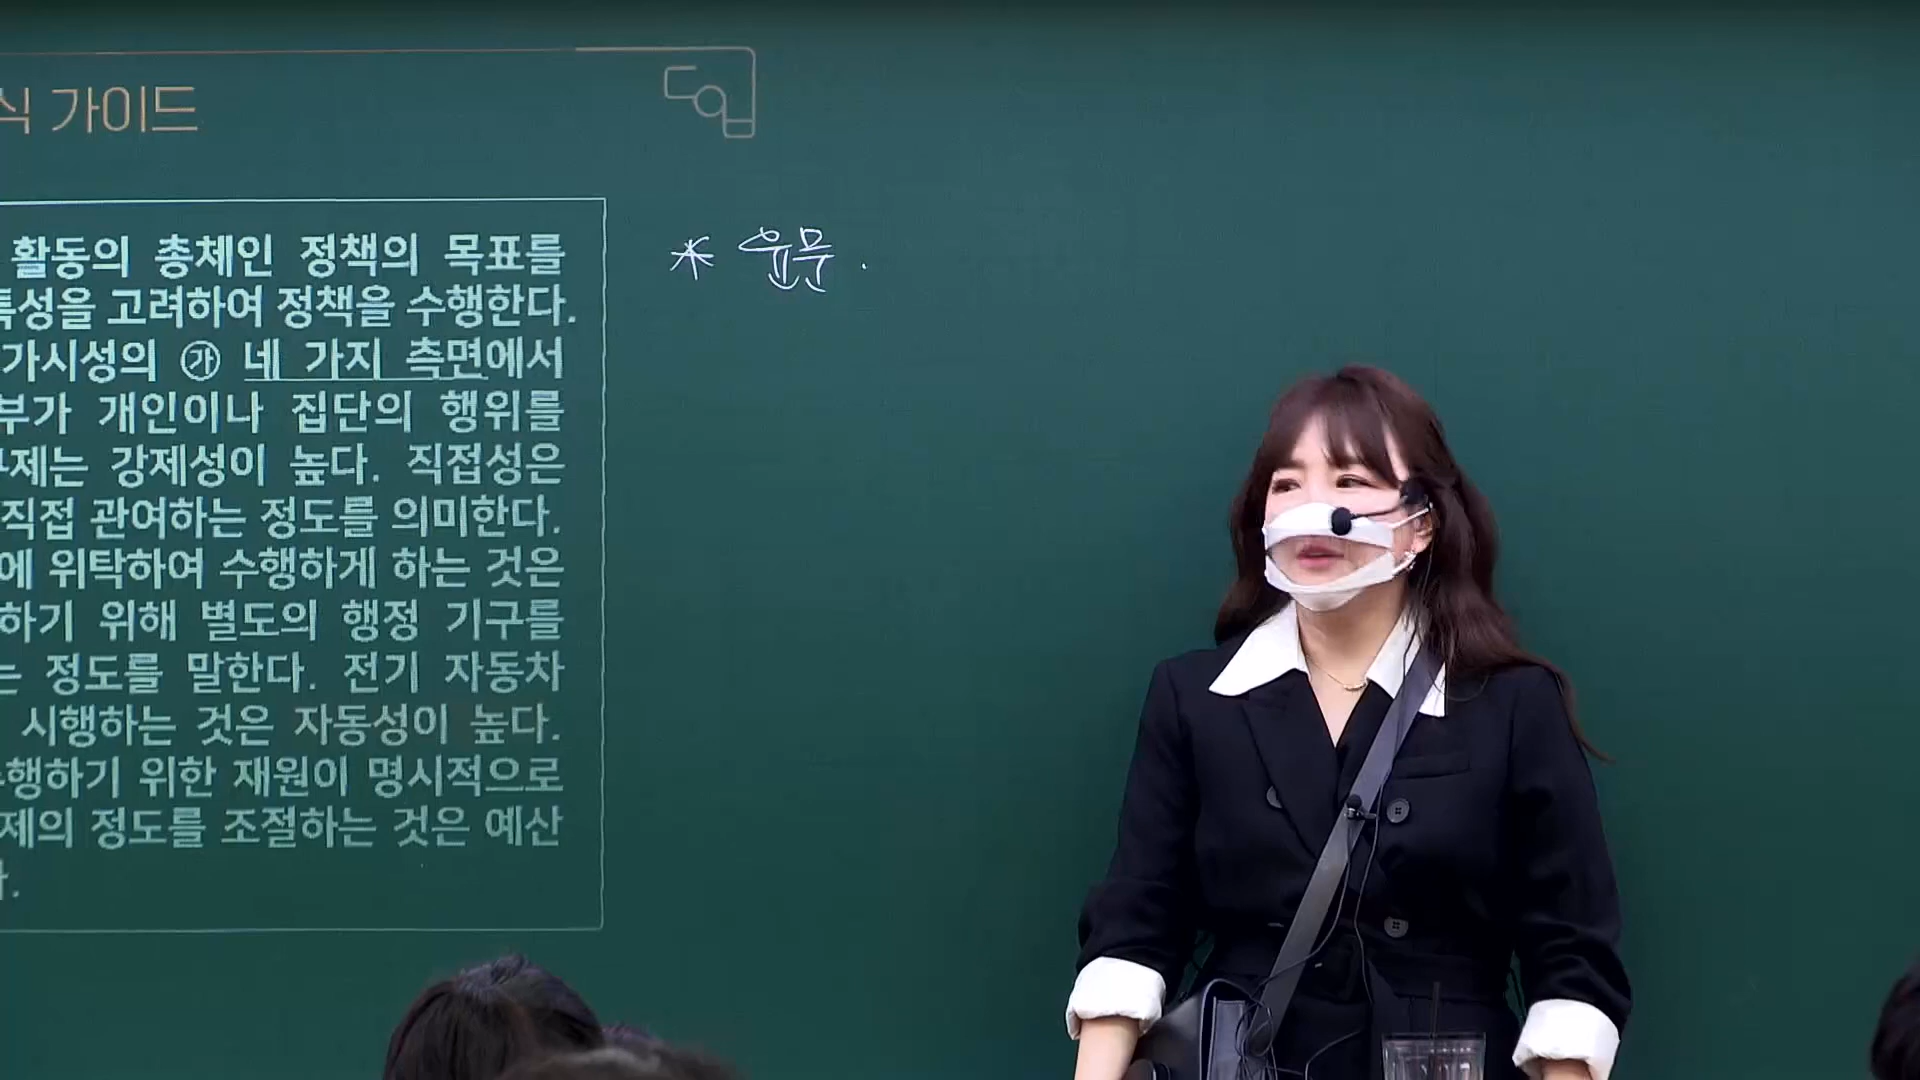 식 가이드
활동의 총체인 정책의 목표를
특성을 고려하여 정책을 수행한다.
가시성의 ㉮ 네 가지 측면에서
부가 개인이나 집단의 행위를
규제는 강제성이 높다. 직접성은
직접 관여하는 정도를 의미한다.
에 위탁하여 수행하게 하는 것은
하기 위해 별도의 행정 기구를
는 정도를 말한다. 전기 자동차
시행하는 것은 자동성이 높다.
수행하기 위한 재원이 명시적으로
제의 정도를 조절하는 것은 예산
다.
* 운문.